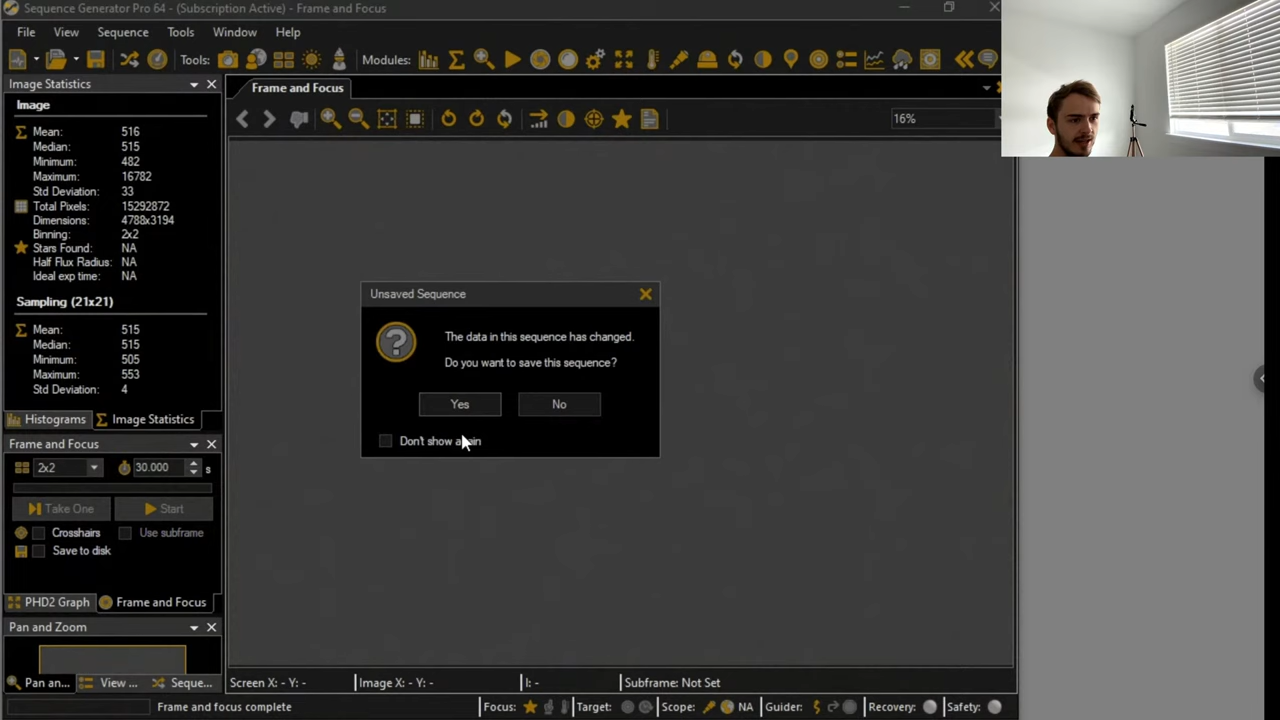 Sequence Generator Pro 64 - (Subscription Active) - Frame and Focus
File View Sequence Tools Window Help
Tools: Modules:
Image Statistics
Frame and Focus
16%
Image
Mean: 516
Median: 515
Minimum: 482
Maximum: 16782
Std Deviation: 33
Total Pixels: 15292872
Dimensions: 4788x3194
Binning: 2x2
Stars Found: NA
Half Flux Radius: NA
Ideal exp time: NA
Sampling (21x21)
Mean: 515
Median: 515
Minimum: 505
Maximum: 553
Std Deviation: 4
Histograms Image Statistics
Frame and Focus
2x2 30.000 s
Take One Start
Crosshairs Use subframe
Save to disk
PHD2 Graph Frame and Focus
Pan and Zoom
Pan an... View ... Seque...
Unsaved Sequence
The data in this sequence has changed.
Do you want to save this sequence?
Yes No
Don't show again
Screen X: - Y: - Image X: - Y: - I: - Subframe: Not Set
Frame and focus complete Focus: Target: Scope: NA Guider: Recovery: Safety: